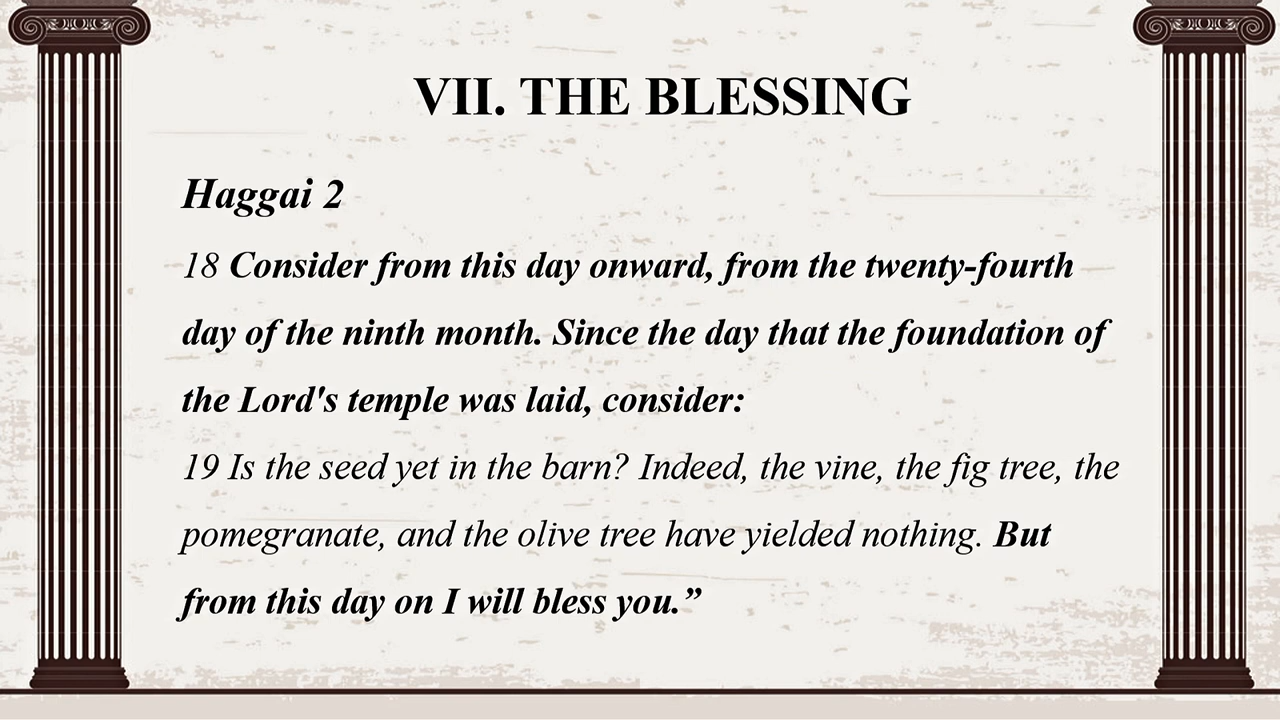 VII. THE BLESSING
Haggai 2
18 Consider from this day onward, from the twenty-fourth
day of the ninth month. Since the day that the foundation of
the Lord's temple was laid, consider:
19 Is the seed yet in the barn? Indeed, the vine, the fig tree, the
pomegranate, and the olive tree have yielded nothing. But
from this day on I will bless you.”